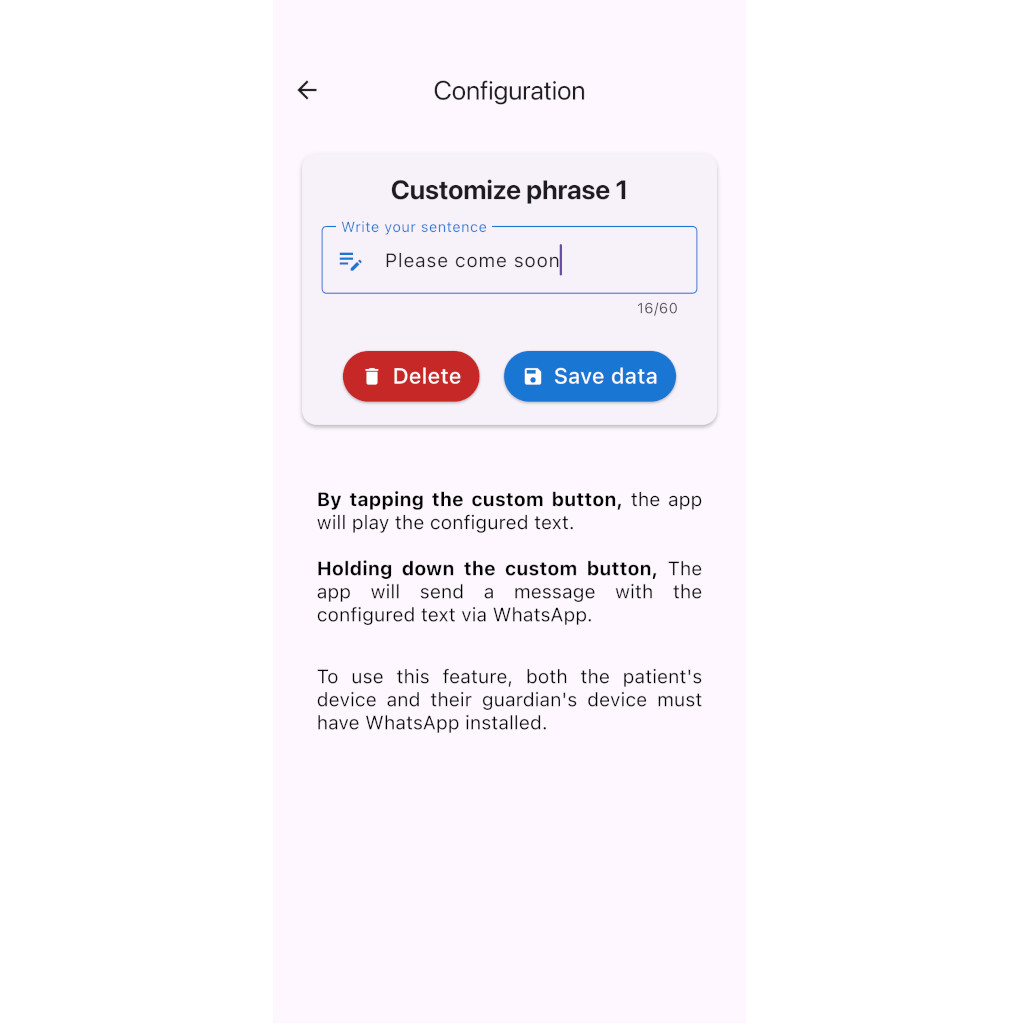 Configuration
Customize phrase 1
Write your sentence
Please come soon
16/60
Delete
Save data
By tapping the custom button, the app
will play the configured text.
Holding down the custom button, The
app will send a message with the
configured text via WhatsApp.
To use this feature, both the patient's
device and their guardian's device must
have WhatsApp installed.